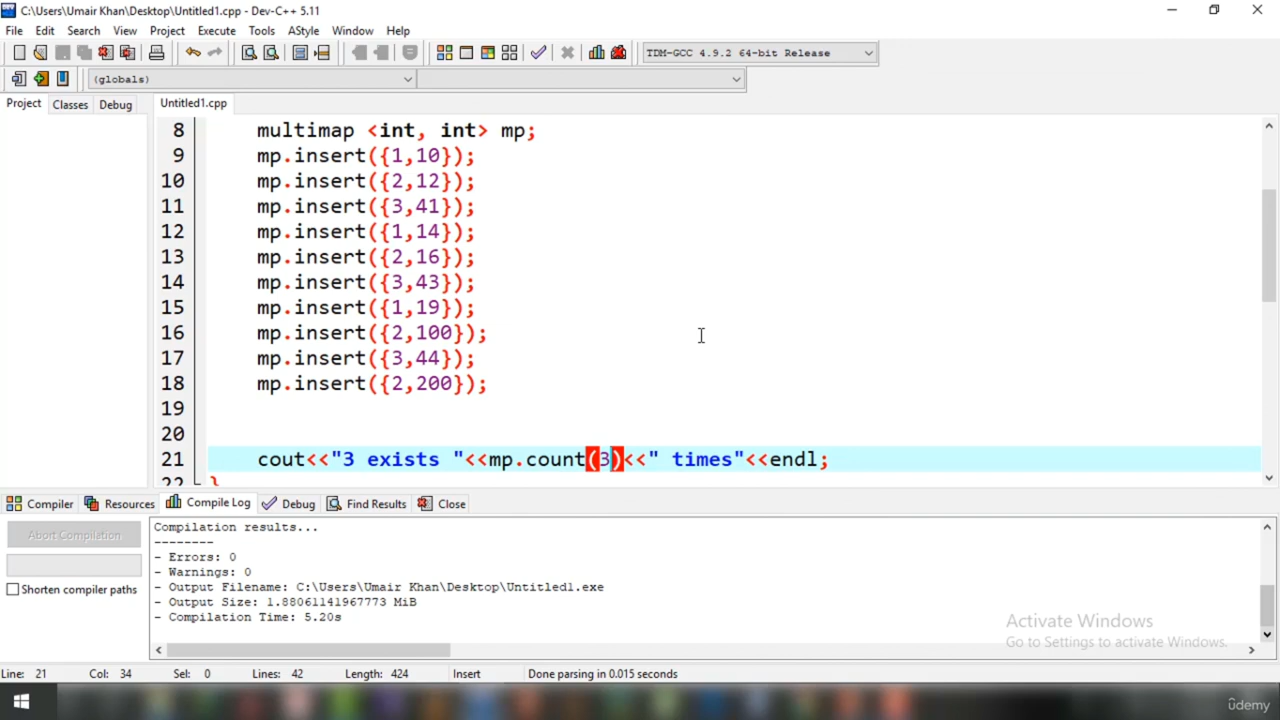 C:\Users\Umair Khan\Desktop\Untitled1.cpp - Dev-C++ 5.11
File Edit Search View Project Execute Tools AStyle Window Help
TDM-GCC 4.9.2 64-bit Release
(globals)
Project Classes Debug Untitled1.cpp
8 multimap <int, int> mp;
9 mp.insert({1,10});
10 mp.insert({2,12});
11 mp.insert({3,41});
12 mp.insert({1,14});
13 mp.insert({2,16});
14 mp.insert({3,43});
15 mp.insert({1,19});
16 mp.insert({2,100});
17 mp.insert({3,44});
18 mp.insert({2,200});
19
20
21 cout<<"3 exists "<<mp.count(3)<<" times"<<endl;
22 }
Compiler Resources Compile Log Debug Find Results Close
Abort Compilation
Shorten compiler paths
Compilation results...
--------
- Errors: 0
- Warnings: 0
- Output Filename: C:\Users\Umair Khan\Desktop\Untitled1.exe
- Output Size: 1.88061141967773 MiB
- Compilation Time: 5.20s
Activate Windows
Go to Settings to activate Windows.
Line: 21 Col: 34 Sel: 0 Lines: 42 Length: 424 Insert Done parsing in 0.015 seconds
ûdemy